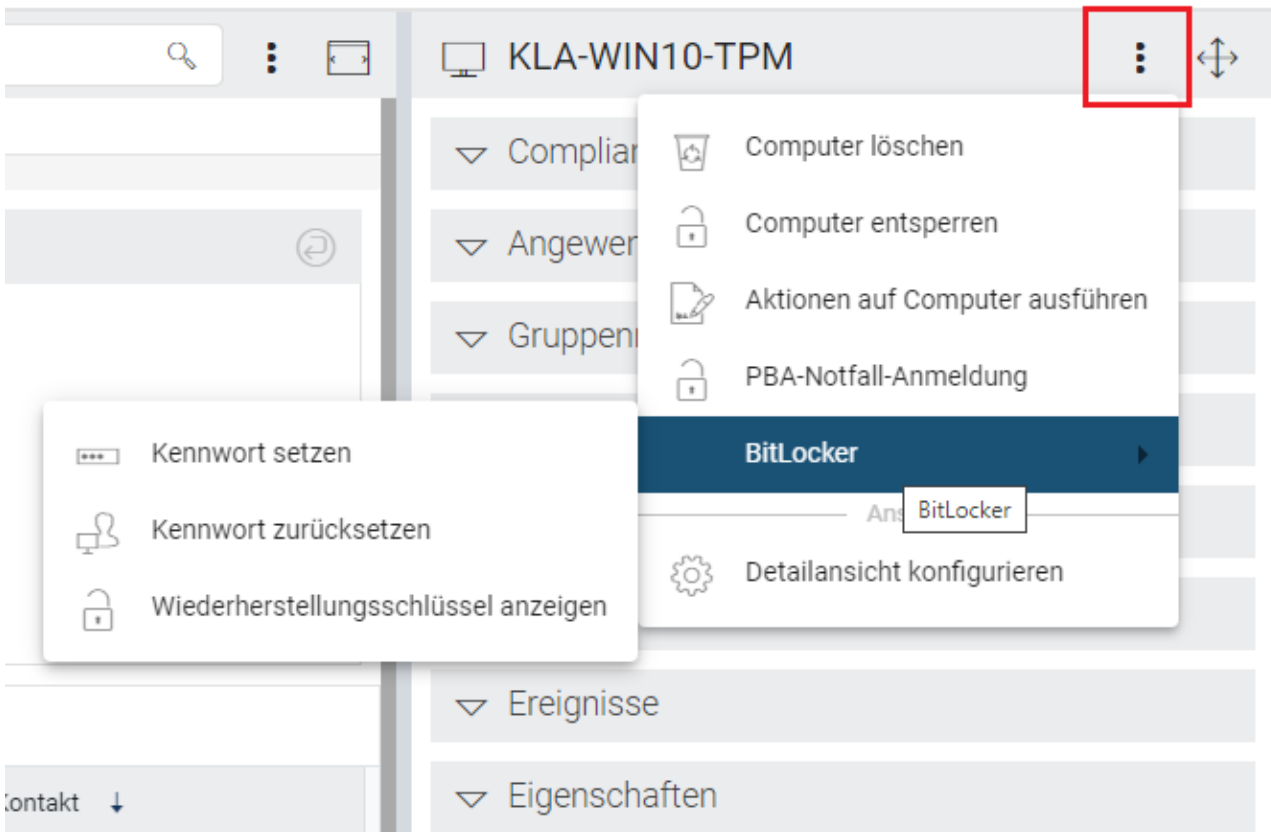 KLA-WIN10-TPM
Computer löschen
Computer entsperren
Aktionen auf Computer ausführen
PBA-Notfall-Anmeldung
BitLocker
BitLocker
Detailansicht konfigurieren
Kennwort setzen
Kennwort zurücksetzen
Wiederherstellungsschlüssel anzeigen
Ereignisse
Eigenschaften